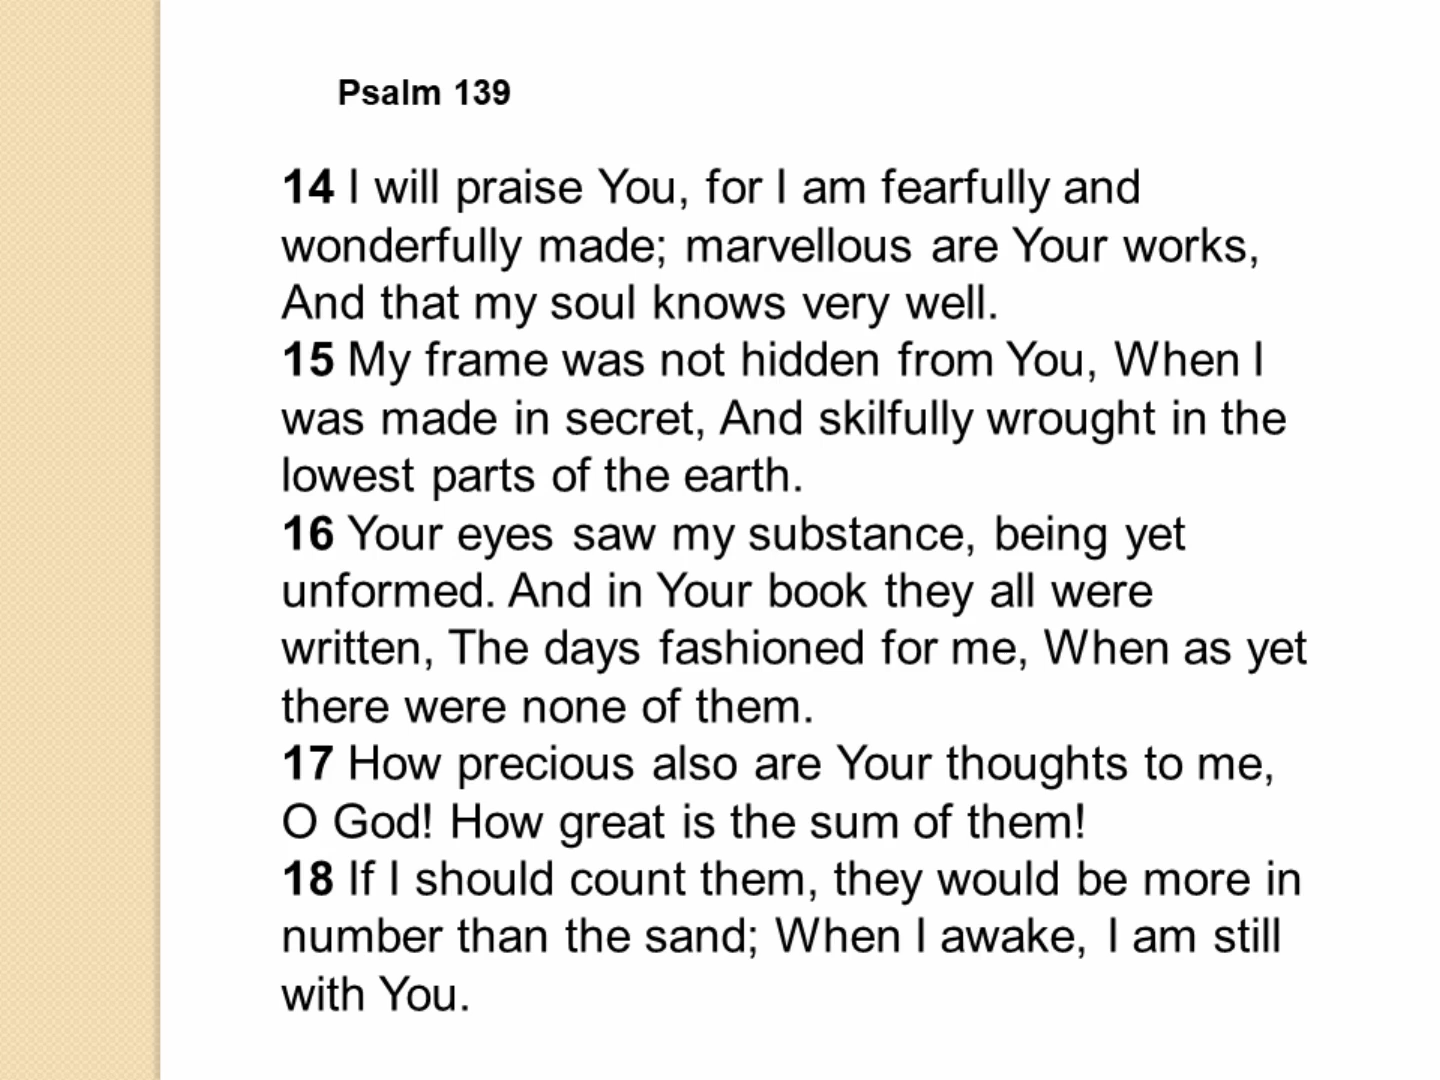 Psalm 139
14 I will praise You, for I am fearfully and
wonderfully made; marvellous are Your works,
And that my soul knows very well.
15 My frame was not hidden from You, When I
was made in secret, And skilfully wrought in the
lowest parts of the earth.
16 Your eyes saw my substance, being yet
unformed. And in Your book they all were
written, The days fashioned for me, When as yet
there were none of them.
17 How precious also are Your thoughts to me,
O God! How great is the sum of them!
18 If I should count them, they would be more in
number than the sand; When I awake, I am still
with You.